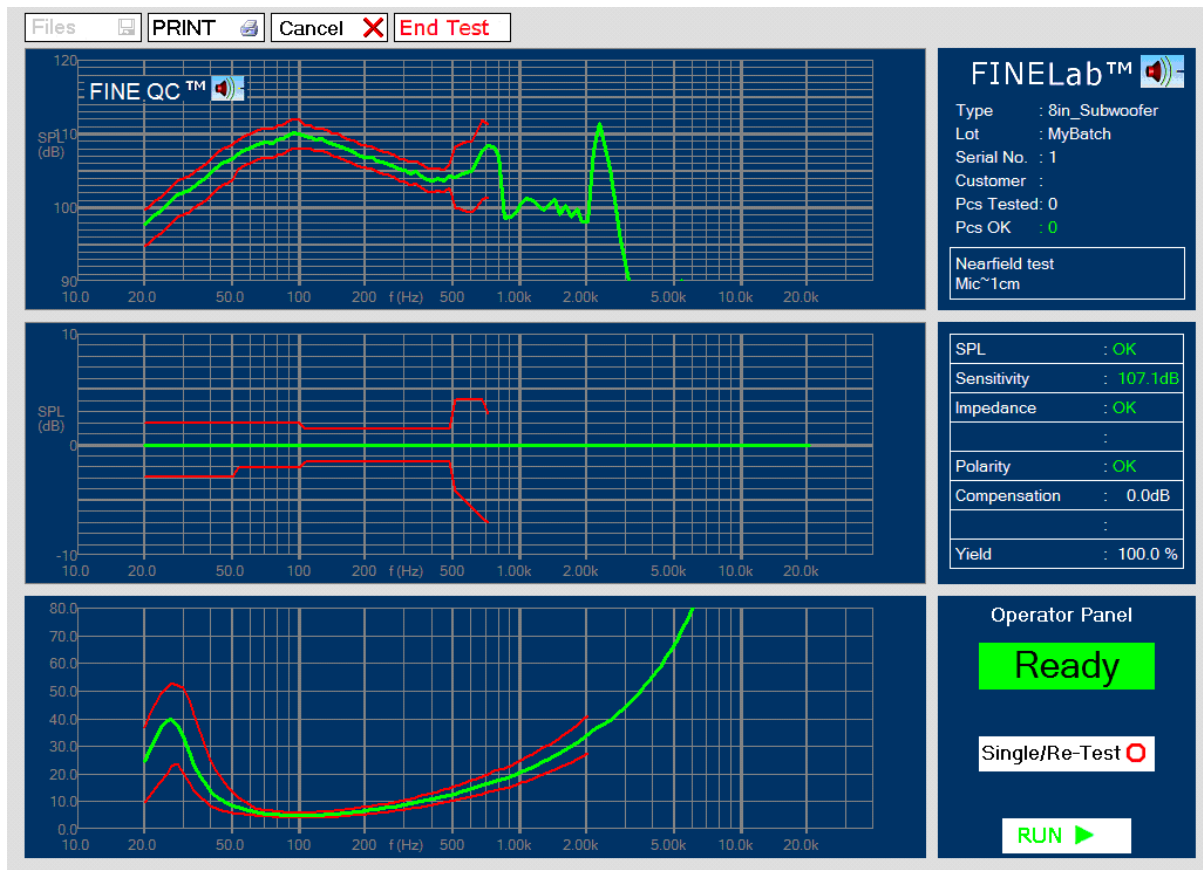 Files PRINT Cancel End Test
FINE QC™
120
SPL110
(dB)
100
90
10.0 20.0 50.0 100 200 f (Hz) 500 1.00k 2.00k 5.00k 10.0k 20.0k
10
SPL
(dB)
0
-10
10.0 20.0 50.0 100 200 f (Hz) 500 1.00k 2.00k 5.00k 10.0k 20.0k
80.0
70.0
60.0
50.0
40.0
30.0
20.0
10.0
0.0
10.0 20.0 50.0 100 200 f (Hz) 500 1.00k 2.00k 5.00k 10.0k 20.0k
FINELab™
Type : 8in_Subwoofer
Lot : MyBatch
Serial No. : 1
Customer :
Pcs Tested: 0
Pcs OK : 0
Nearfield test
Mic~1cm
SPL : OK
Sensitivity : 107.1dB
Impedance : OK
:
Polarity : OK
Compensation : 0.0dB
:
Yield : 100.0 %
Operator Panel
Ready
Single/Re-Test
RUN